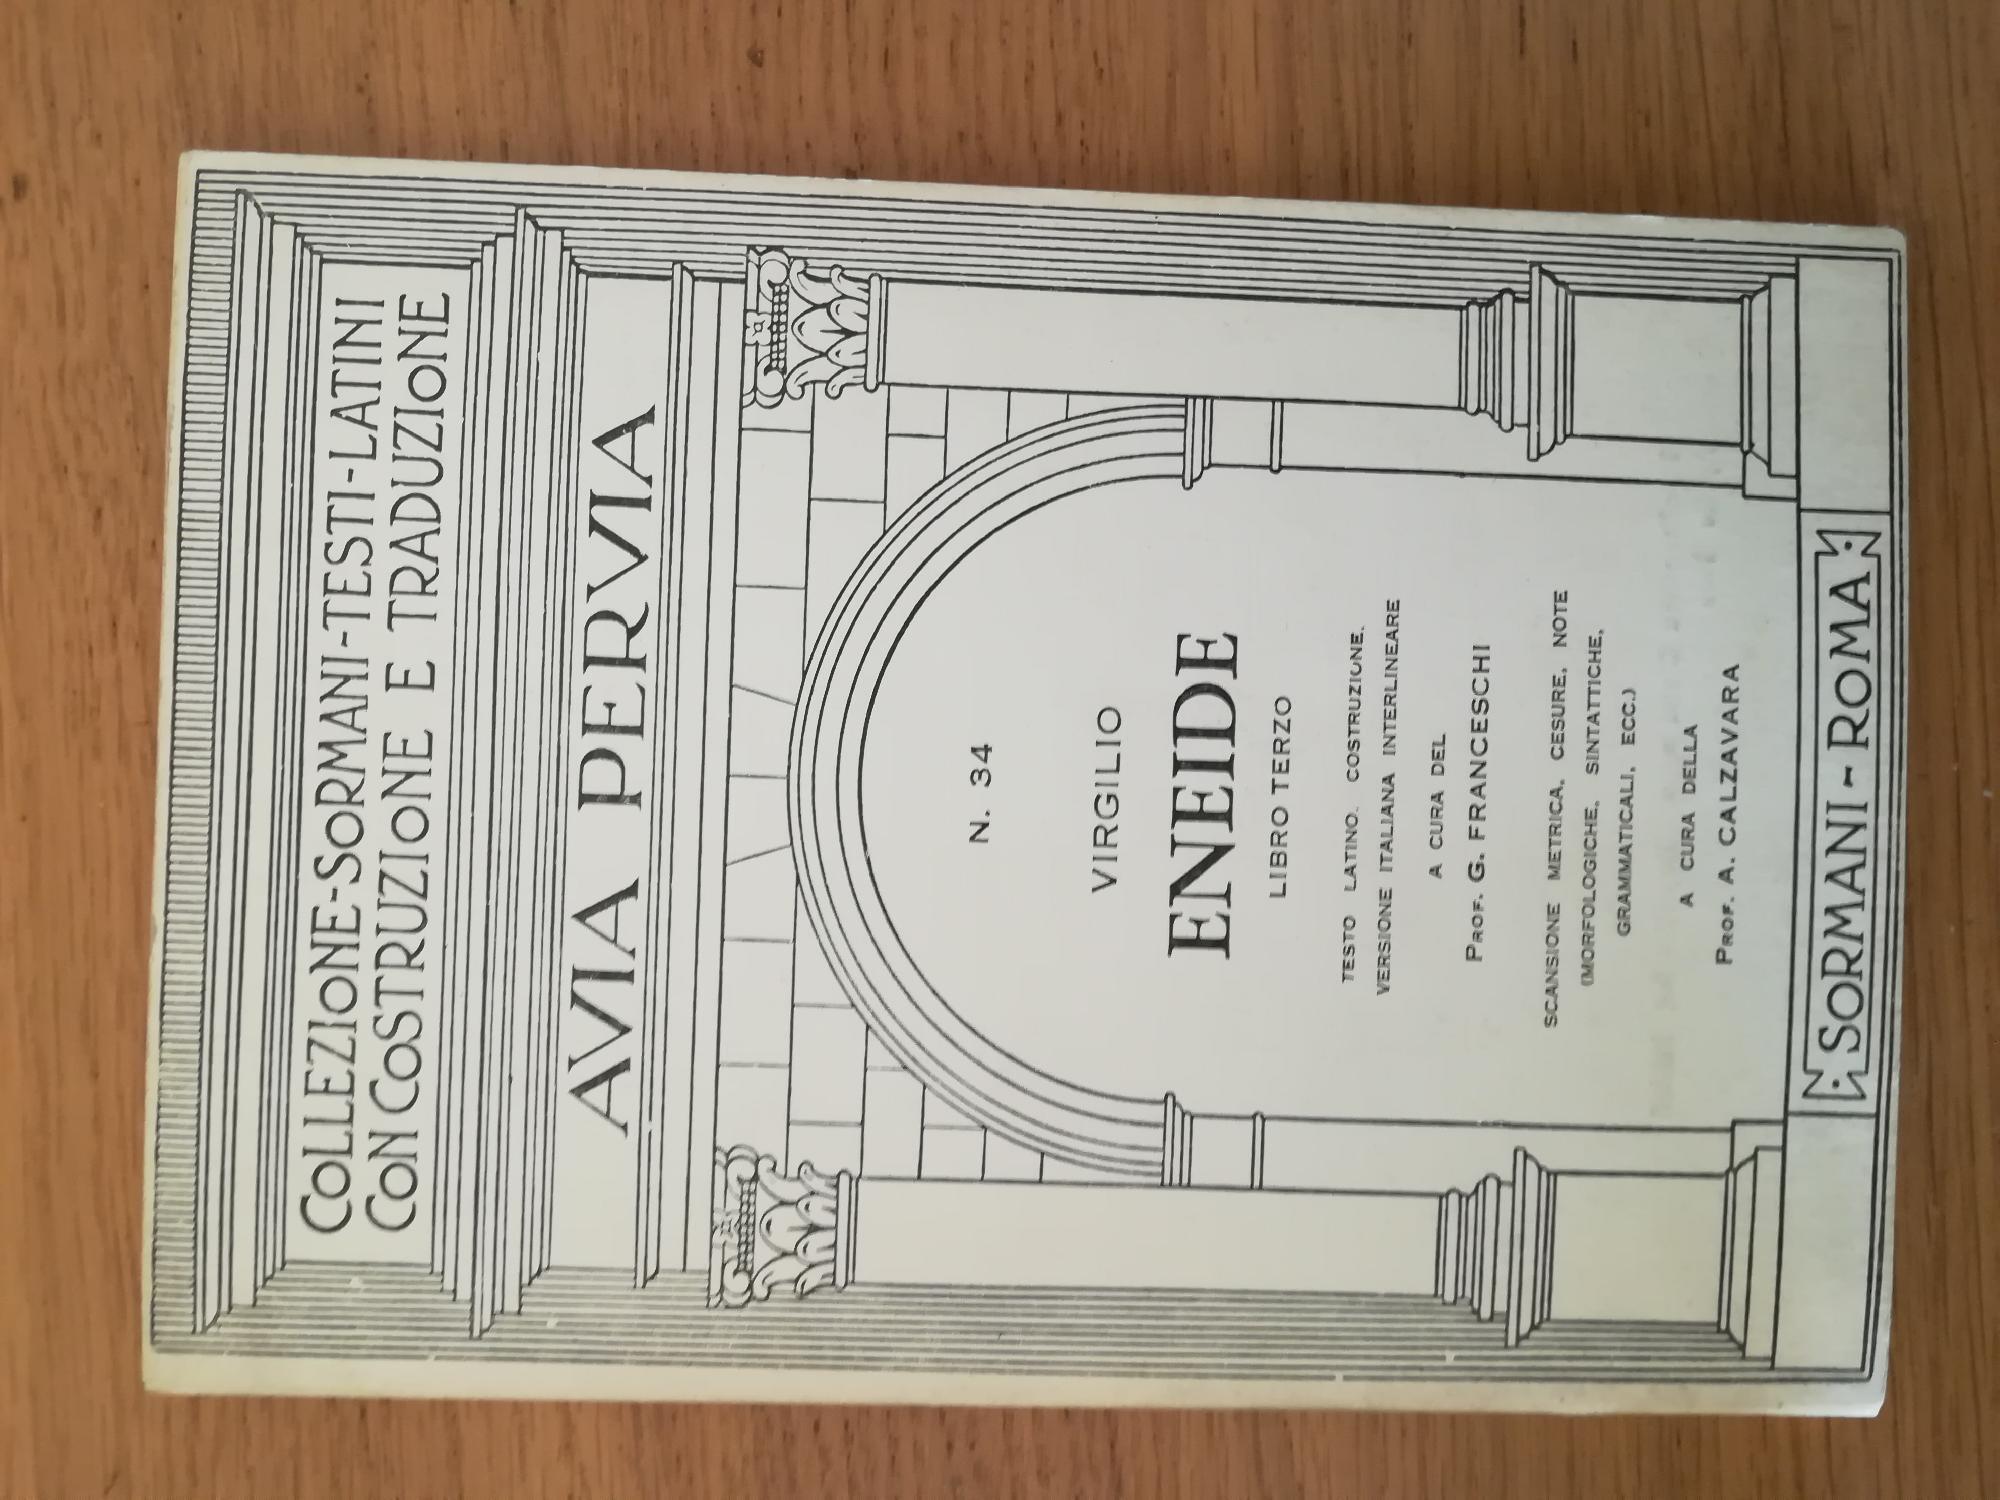 COLLEZIONE-SORMANI-TESTI-LATINI
CON COSTRUZIONE E TRADUZIONE
AVIA PERVIA
N. 34
VIRGILIO
ENEIDE
LIBRO TERZO
TESTO LATINO. COSTRUZIONE.
VERSIONE ITALIANA INTERLINEARE
A CURA DEL
PROF. G. FRANCESCHI
SCANSIONE METRICA, CESURE, NOTE
(MORFOLOGICHE, SINTATTICHE,
GRAMMATICALI, ECC.)
A CURA DELLA
PROF. A. CALZAVARA
SORMANI - ROMA